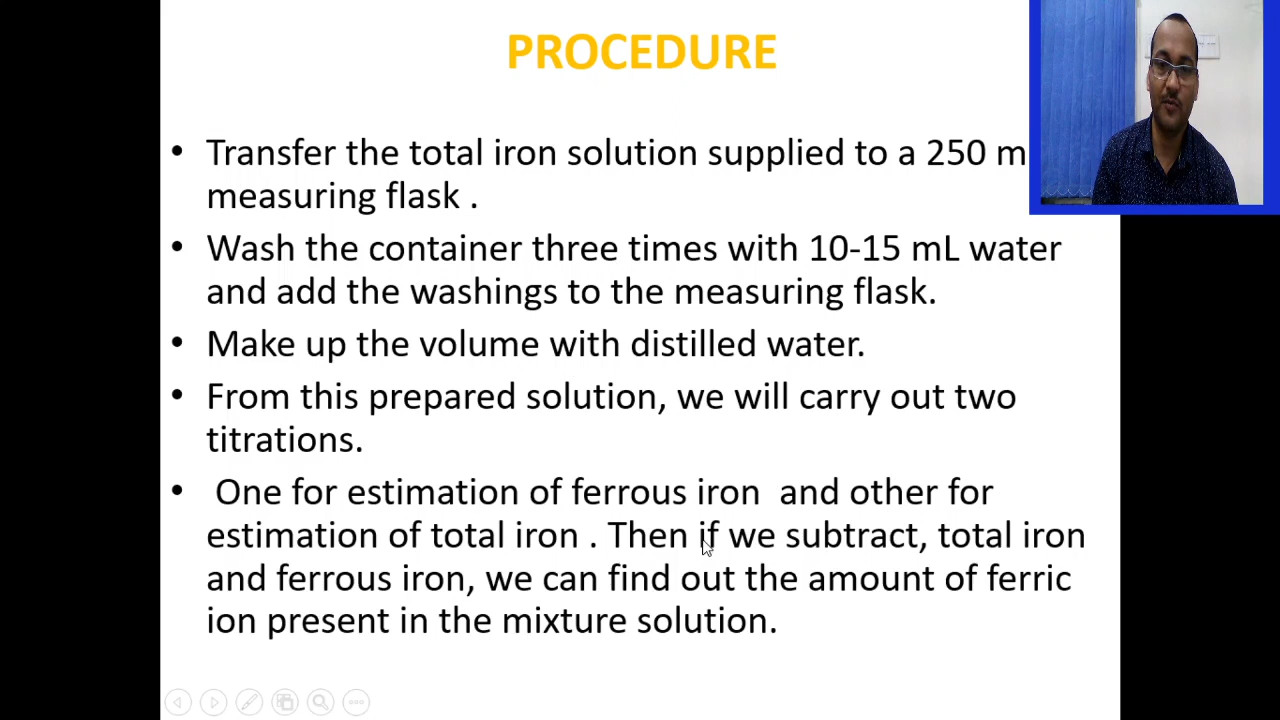 PROCEDURE
• Transfer the total iron solution supplied to a 250 m
measuring flask .
• Wash the container three times with 10-15 mL water
and add the washings to the measuring flask.
• Make up the volume with distilled water.
• From this prepared solution, we will carry out two
titrations.
• One for estimation of ferrous iron  and other for
estimation of total iron . Then if we subtract, total iron
and ferrous iron, we can find out the amount of ferric
ion present in the mixture solution.